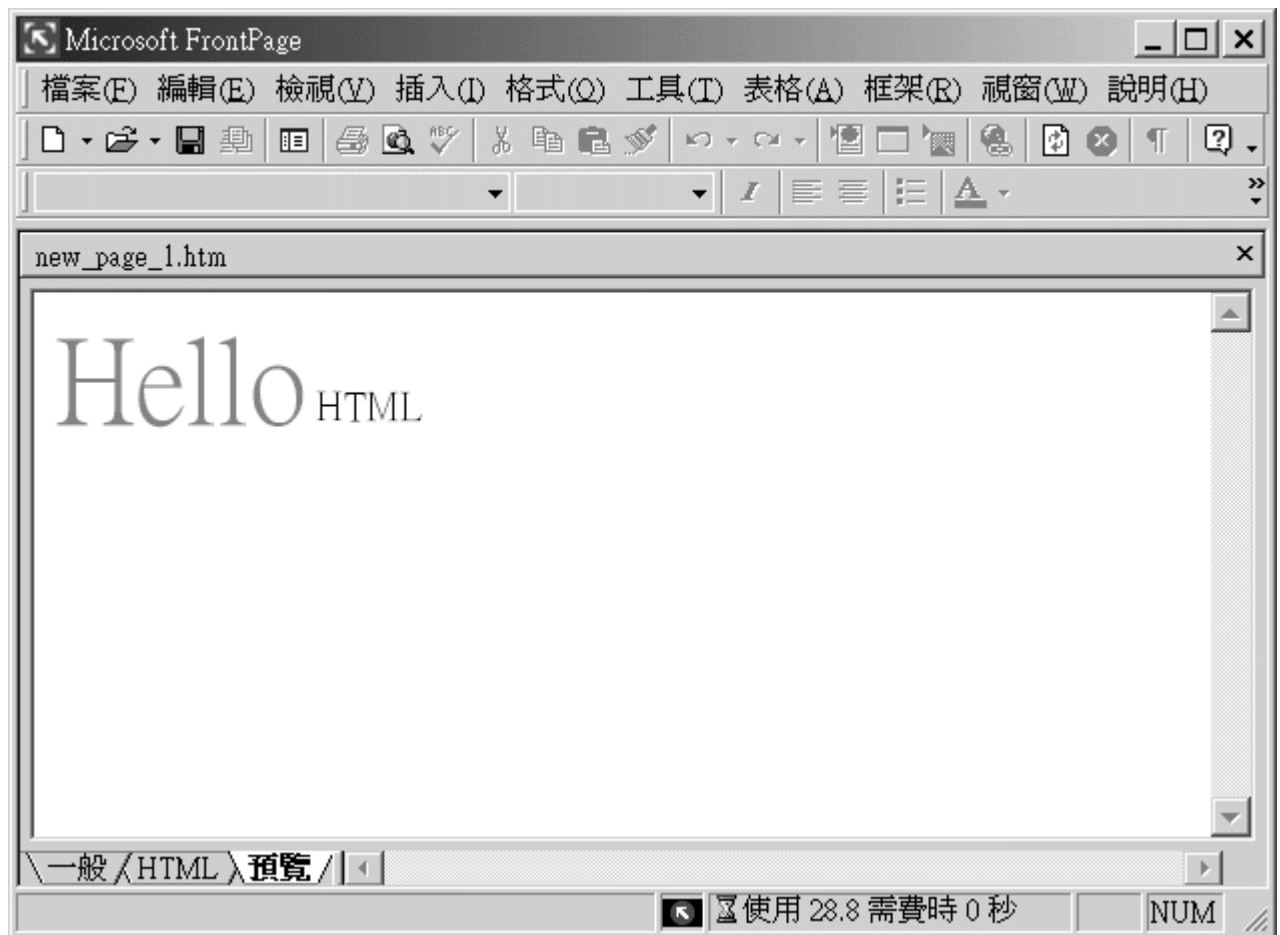 Microsoft FrontPage
檔案(F) 編輯(E) 檢視(V) 插入(I) 格式(O) 工具(T) 表格(A) 框架(R) 視窗(W) 說明(H)
ABC
I A
new_page_1.htm
Hello HTML
一般 HTML 預覽
使用 28.8 需費時 0 秒 NUM